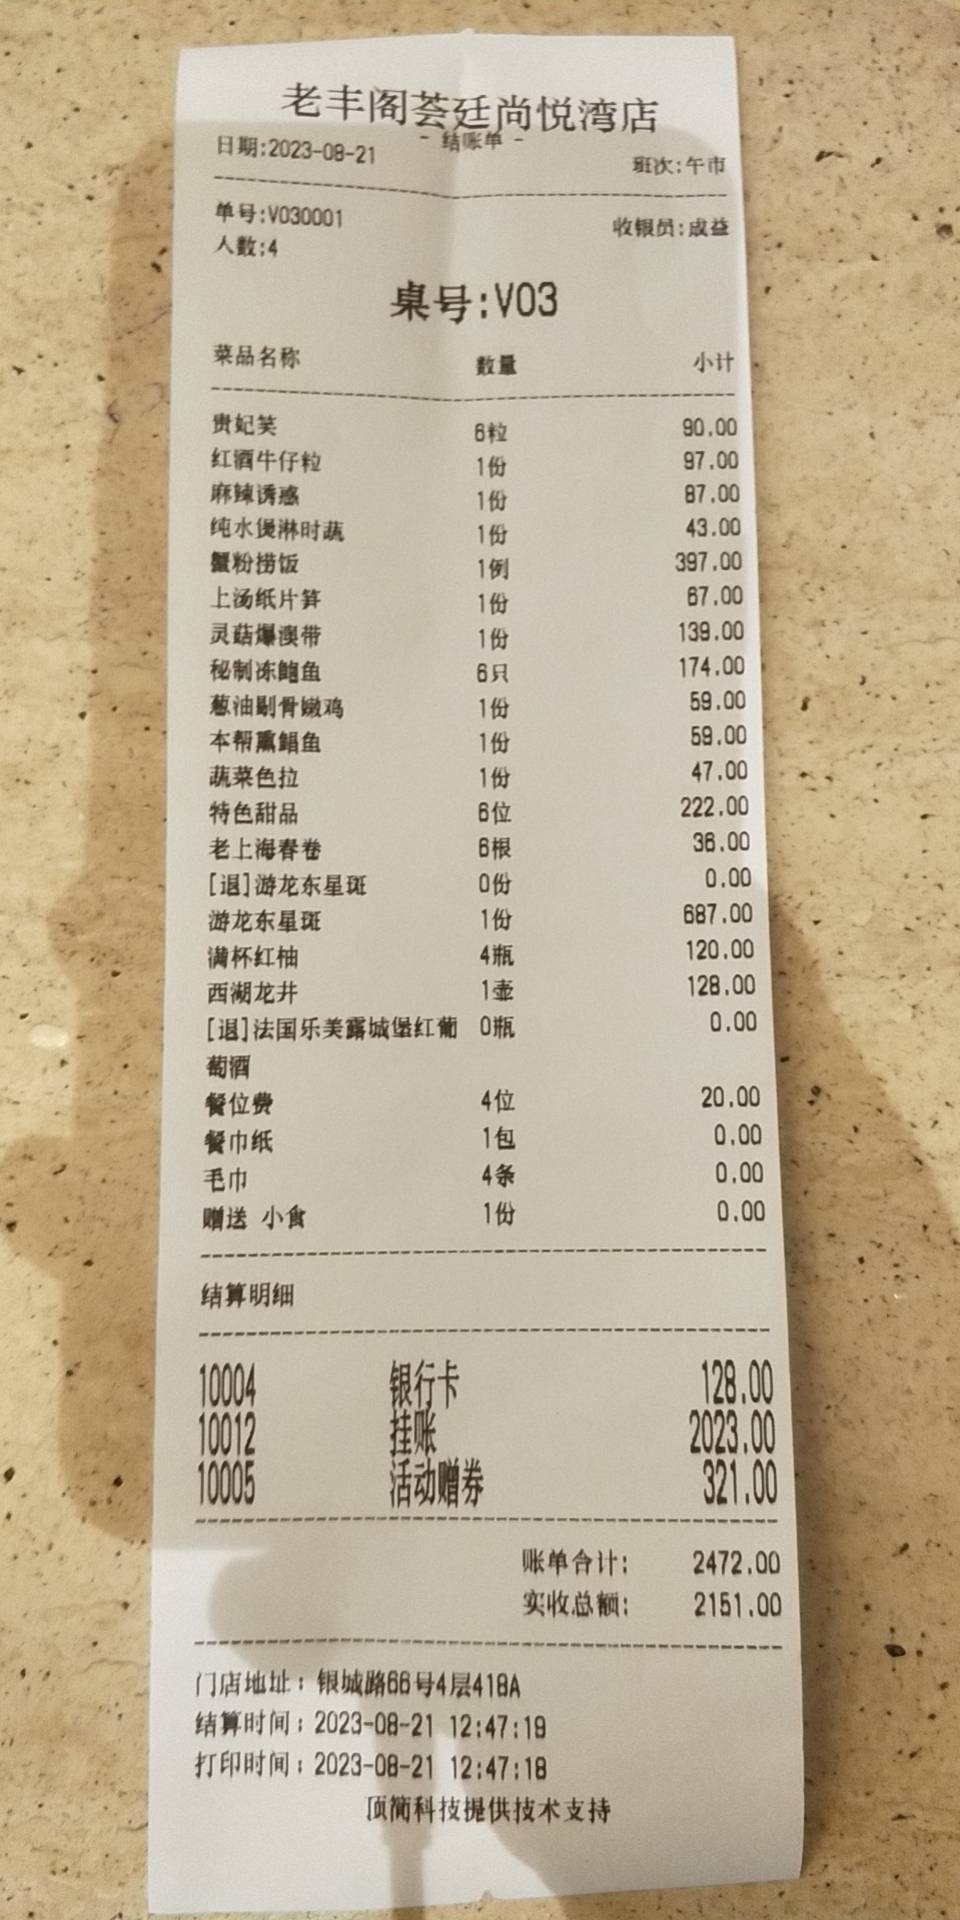 老丰阁荟廷尚悦湾店
- 结账单 -
日期:2023-08-21 班次:午市
单号:V030001 收银员:成益
人数:4
桌号:V03
菜品名称 数量 小计
贵妃笑 6粒 90.00
红酒牛仔粒 1份 97.00
麻辣诱惑 1份 87.00
纯水煲淋时蔬 1份 43.00
蟹粉捞饭 1例 397.00
上汤纸片笋 1份 67.00
灵菇爆澳带 1份 139.00
秘制冻鲍鱼 6只 174.00
葱油剔骨嫩鸡 1份 59.00
本帮熏鲳鱼 1份 59.00
蔬菜色拉 1份 47.00
特色甜品 6位 222.00
老上海春卷 6根 36.00
[退]游龙东星斑 0份 0.00
游龙东星斑 1份 687.00
满杯红柚 4瓶 120.00
西湖龙井 1壶 128.00
[退]法国乐美露城堡红葡 0瓶 0.00
萄酒
餐位费 4位 20.00
餐巾纸 1包 0.00
毛巾 4条 0.00
赠送 小食 1份 0.00
结算明细
10004 银行卡 128.00
10012 挂账 2023.00
10005 活动赠券 321.00
账单合计: 2472.00
实收总额: 2151.00
门店地址：银城路66号4层418A
结算时间：2023-08-21 12:47:19
打印时间：2023-08-21 12:47:18
顶简科技提供技术支持